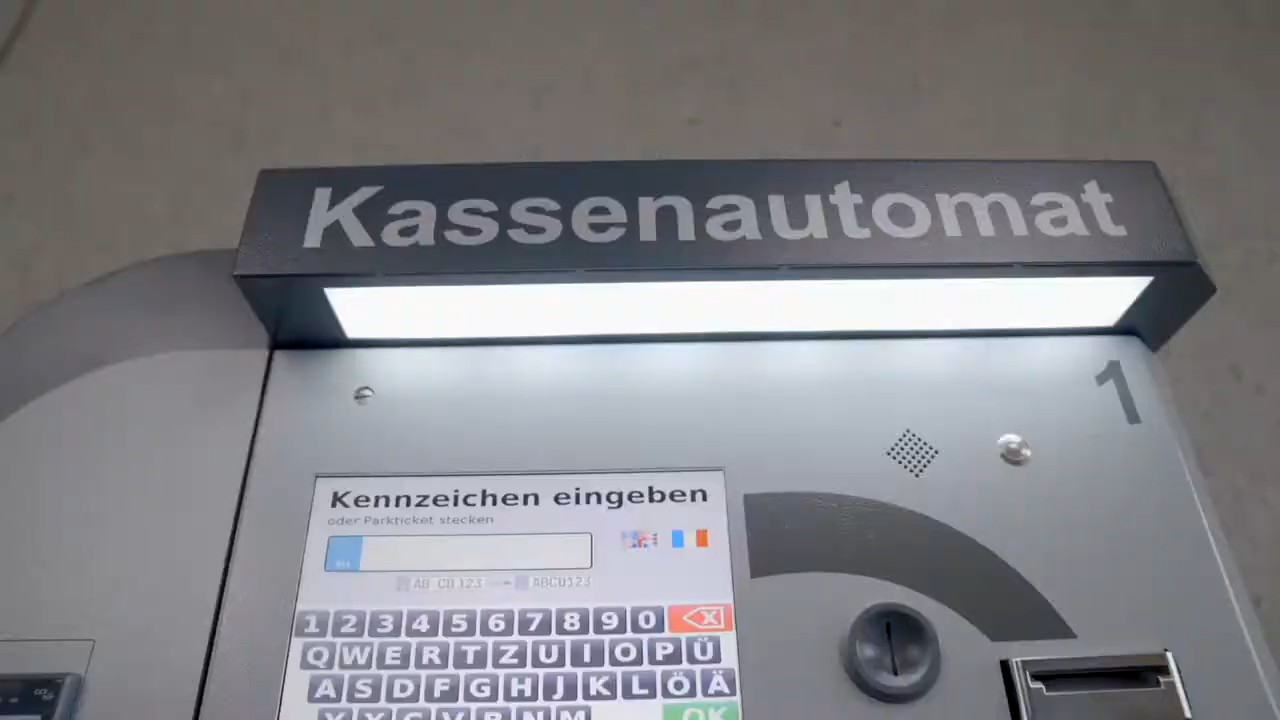 Kassenautomat
1
Kennzeichen eingeben
oder Parkticket stecken
AB CD 123 → ABCD123
1 2 3 4 5 6 7 8 9 0
Q W E R T Z U I O P Ü
A S D F G H J K L Ö Ä
Y X C V B N M OK